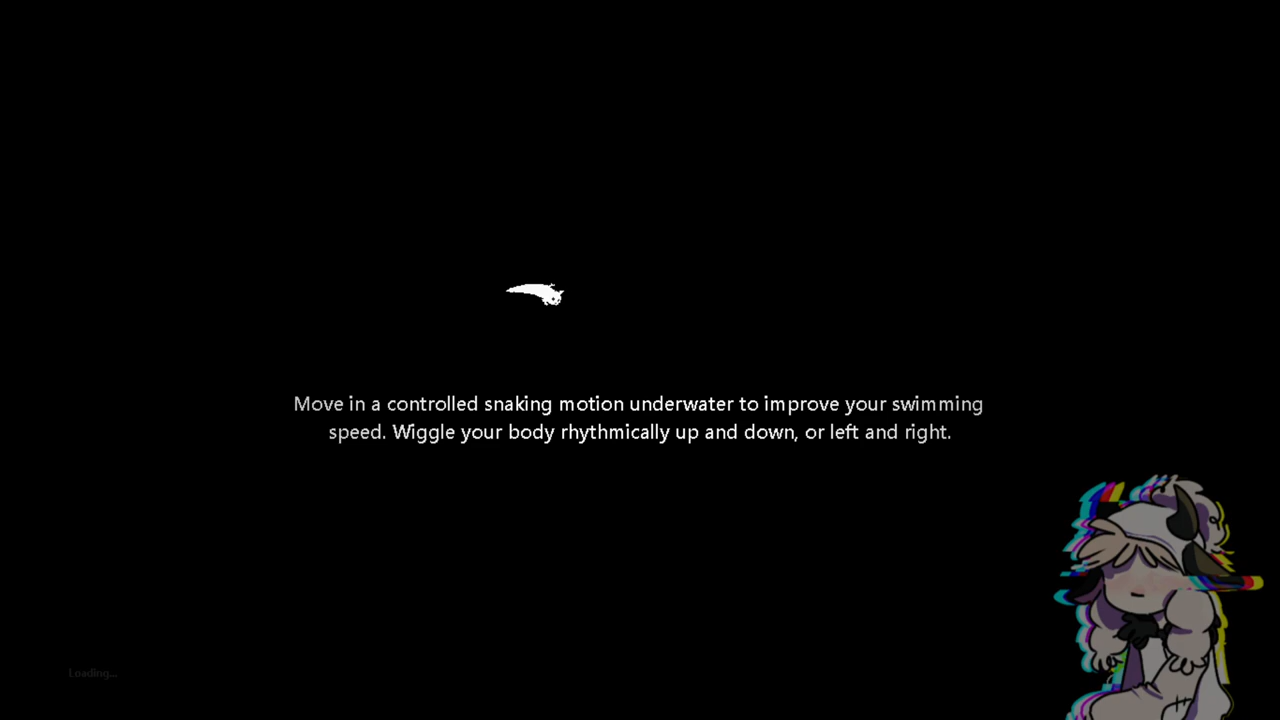 Move in a controlled snaking motion underwater to improve your swimming
speed. Wiggle your body rhythmically up and down, or left and right.
Loading...